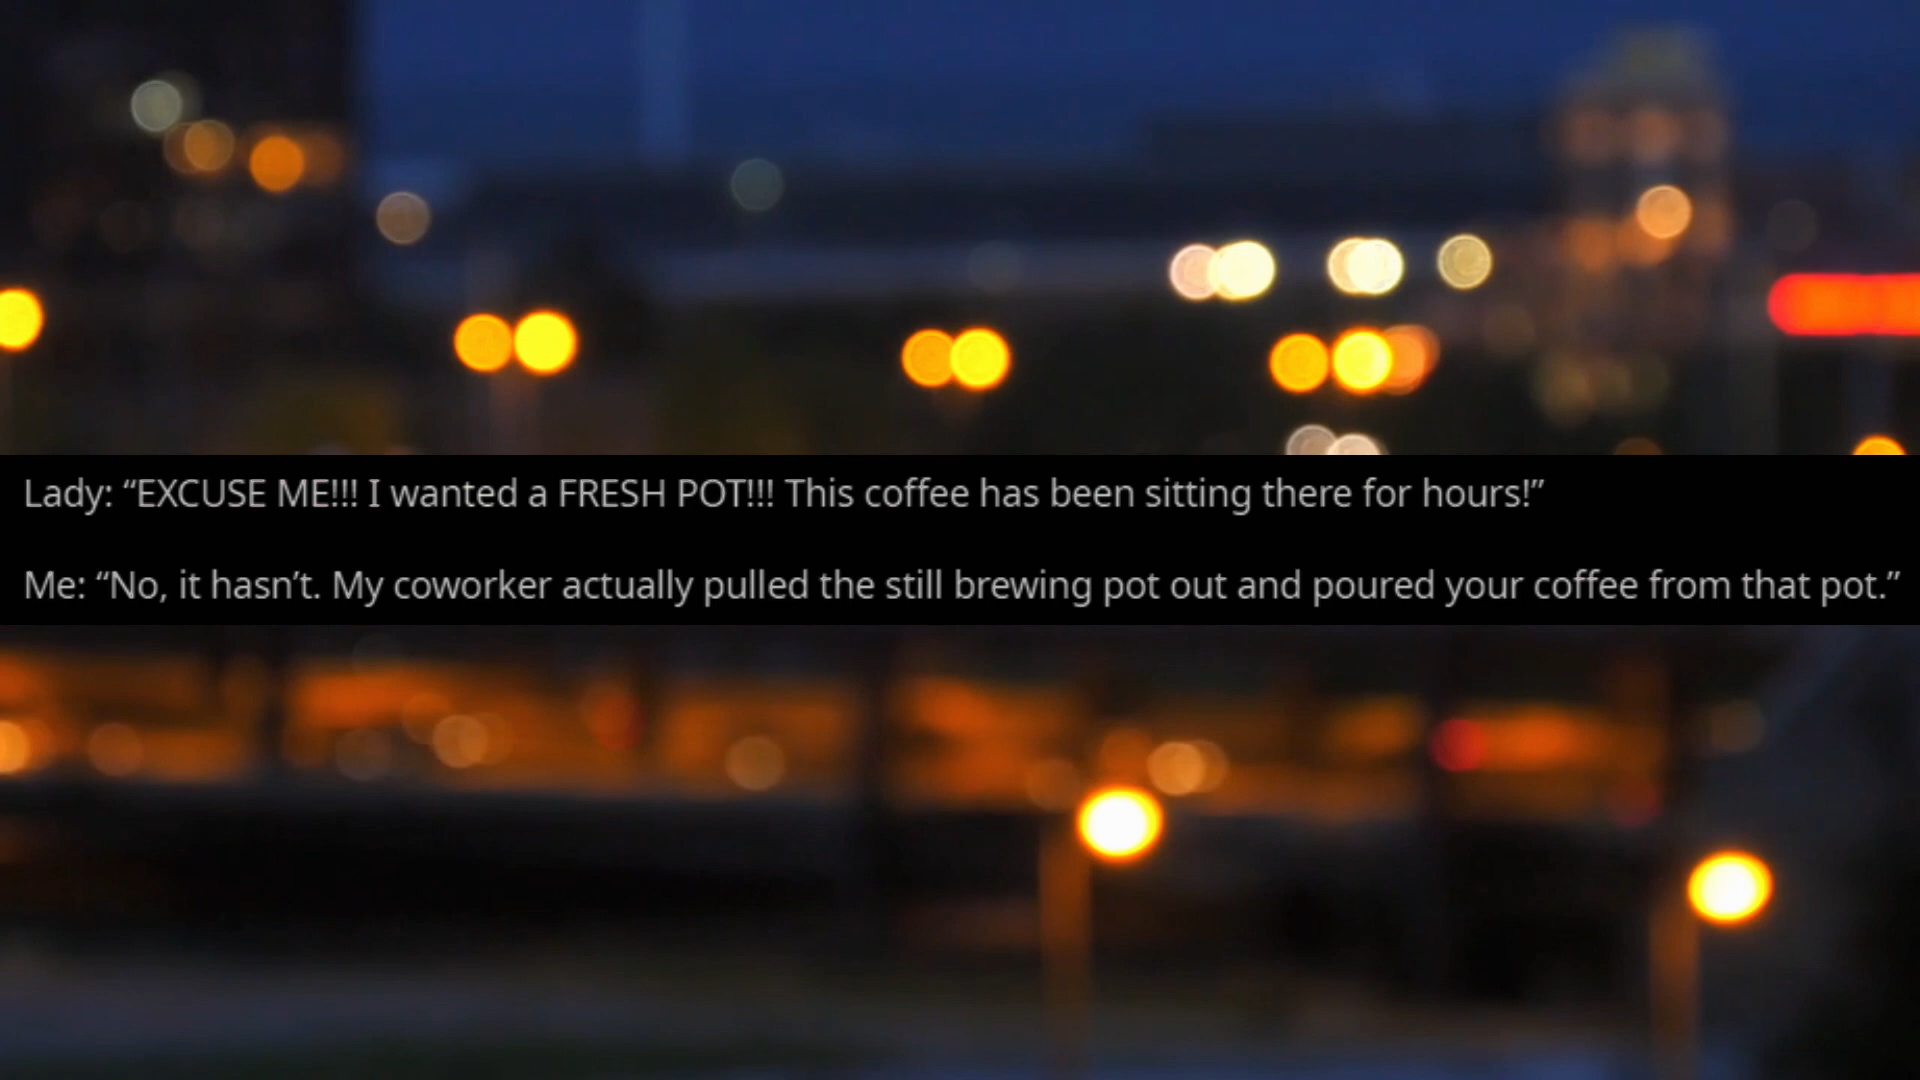 Lady: “EXCUSE ME!!! I wanted a FRESH POT!!! This coffee has been sitting there for hours!”
Me: “No, it hasn’t. My coworker actually pulled the still brewing pot out and poured your coffee from that pot.”